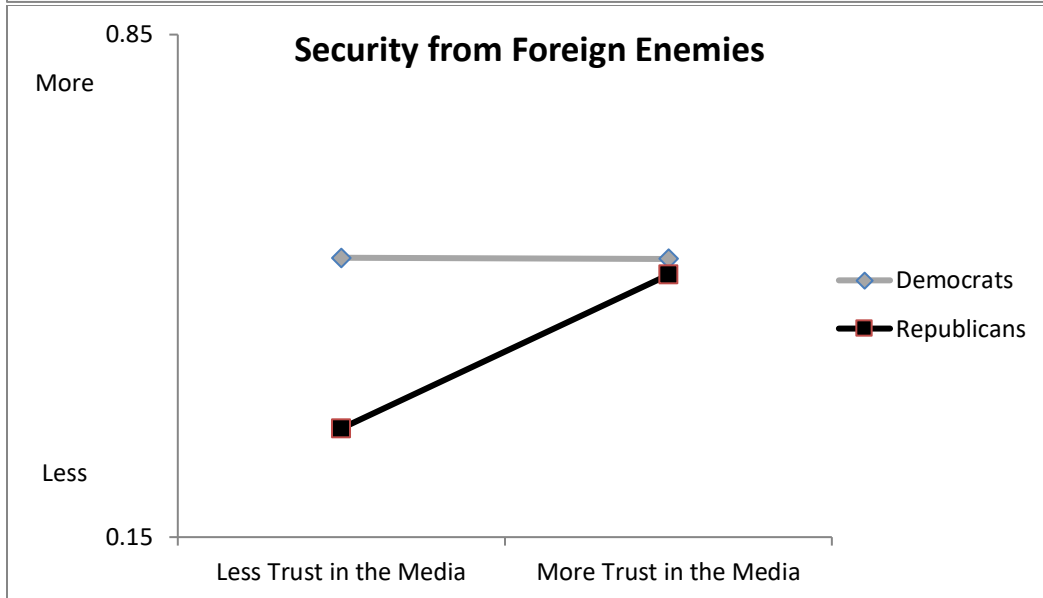 0.85
Security from Foreign Enemies
More
Democrats
Republicans
Less
0.15
Less Trust in the Media
More Trust in the Media